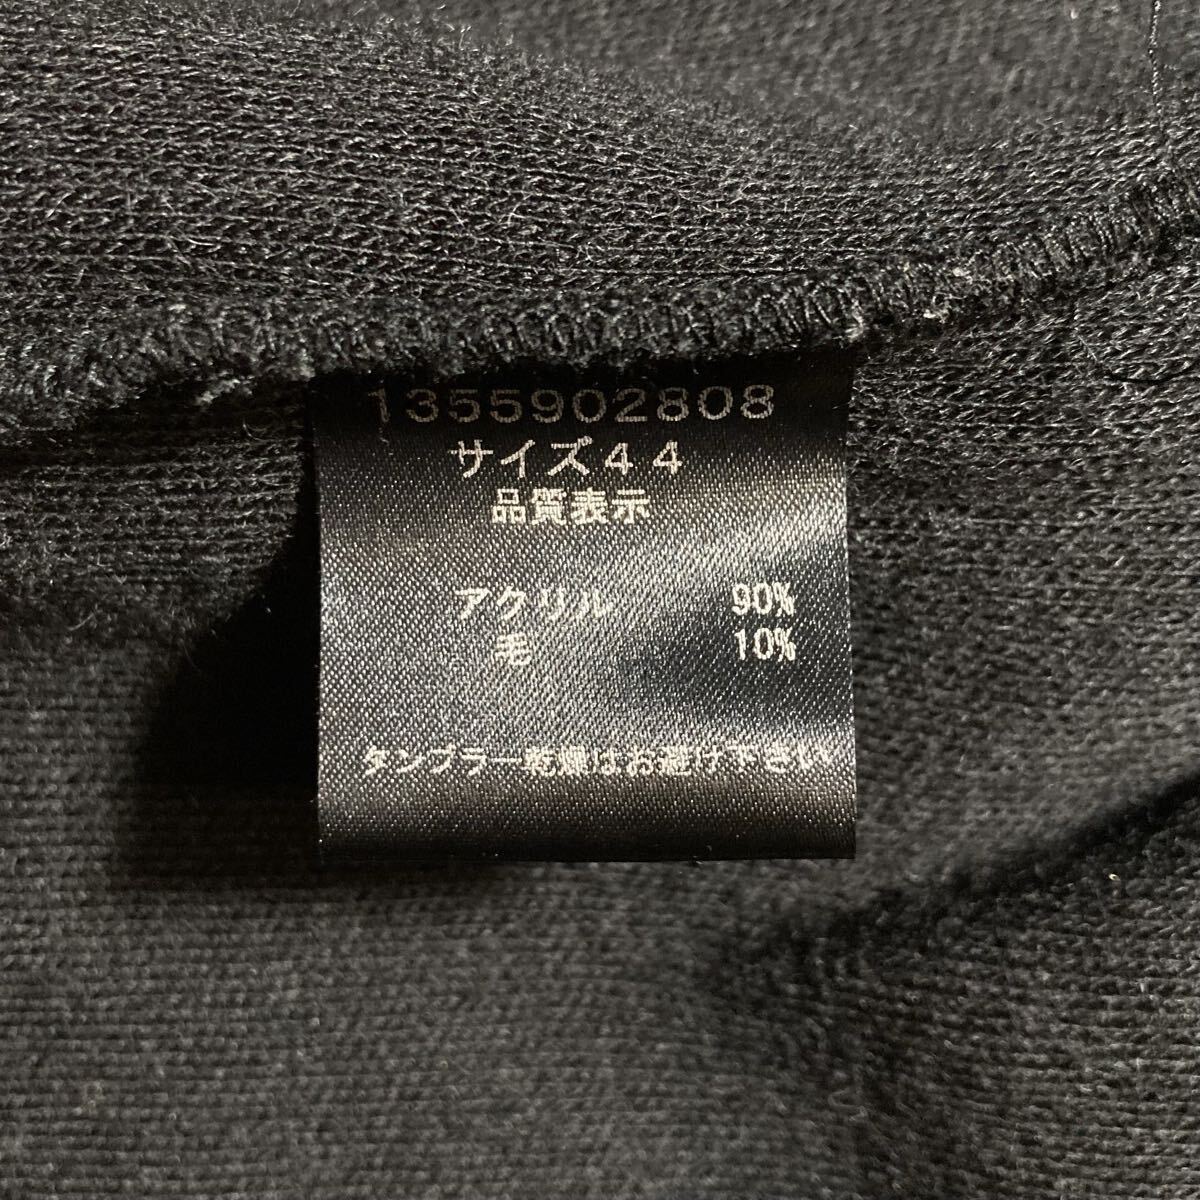 1355902808
サイズ44
品質表示
アクリル 90%
毛 10%
タンブラー乾燥はお避け下さい